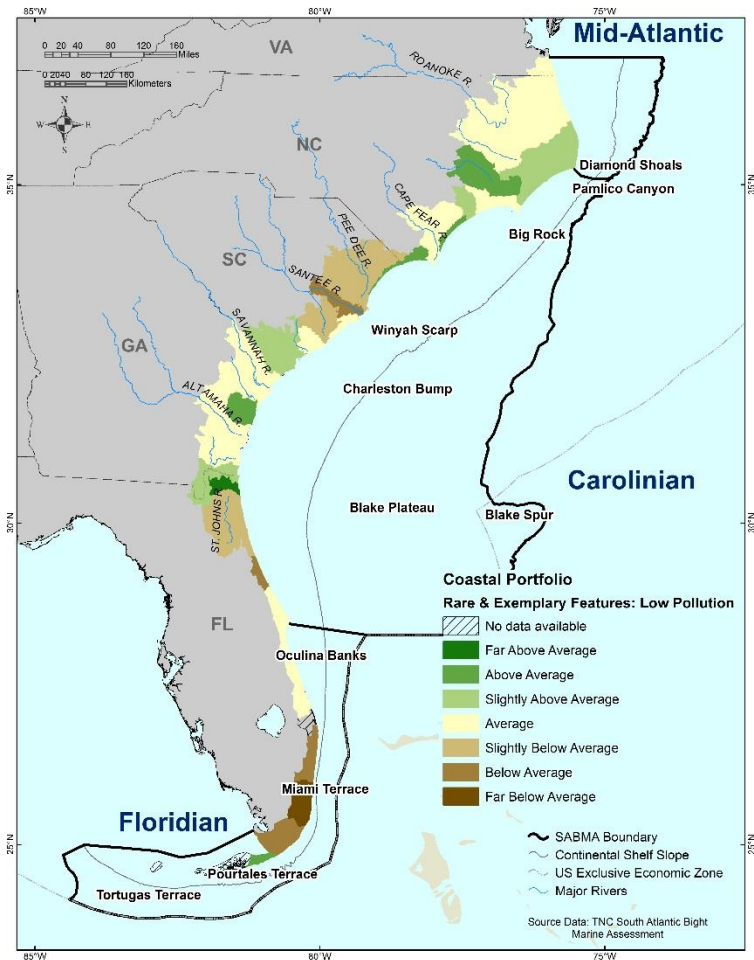 85°W
80°W
75°W
Mid-Atlantic
0 20 40 80 120 160
Miles
0 20 40 80 120 160
Kilometers
N
W E
S
VA
ROANOKE R.
NC
Diamond Shoals
35°N
35°N
Pamlico Canyon
CAPE FEAR R.
Big Rock
PEE DEE R.
SC
SANTEE R.
Winyah Scarp
SAVANNAH R.
GA
Charleston Bump
ALTAMAHA R.
Carolinian
Blake Plateau
Blake Spur
30°N
30°N
ST. JOHNS R.
Coastal Portfolio
Rare & Exemplary Features: Low Pollution
No data available
Far Above Average
Above Average
Slightly Above Average
Average
Slightly Below Average
Below Average
Far Below Average
FL
Oculina Banks
Miami Terrace
Floridian
25°N
25°N
Pourtales Terrace
Tortugas Terrace
SABMA Boundary
Continental Shelf Slope
US Exclusive Economic Zone
Major Rivers
Source Data: TNC South Atlantic Bight
Marine Assessment
85°W
80°W
75°W